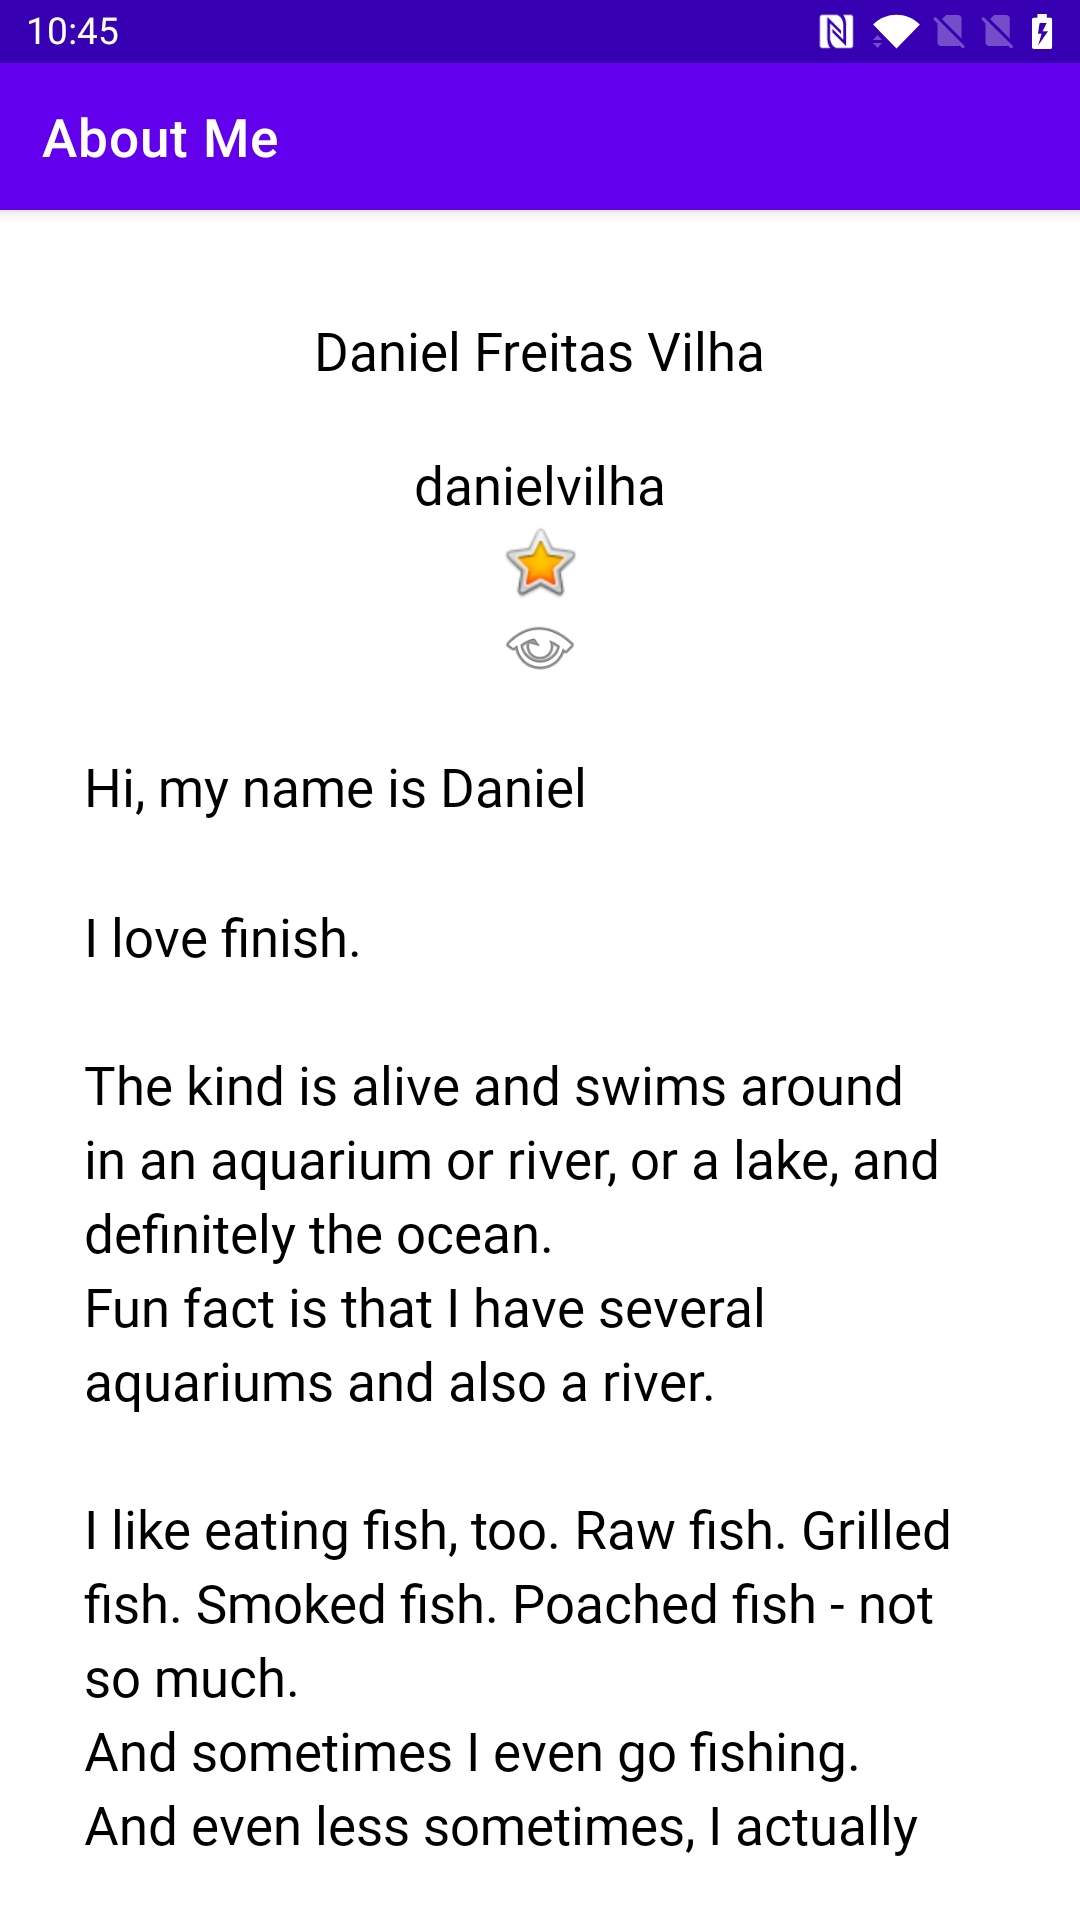 10:45
About Me
Daniel Freitas Vilha
danielvilha
Hi, my name is Daniel
I love finish.
The kind is alive and swims around
in an aquarium or river, or a lake, and
definitely the ocean.
Fun fact is that I have several
aquariums and also a river.
I like eating fish, too. Raw fish. Grilled
fish. Smoked fish. Poached fish - not
so much.
And sometimes I even go fishing.
And even less sometimes, I actually